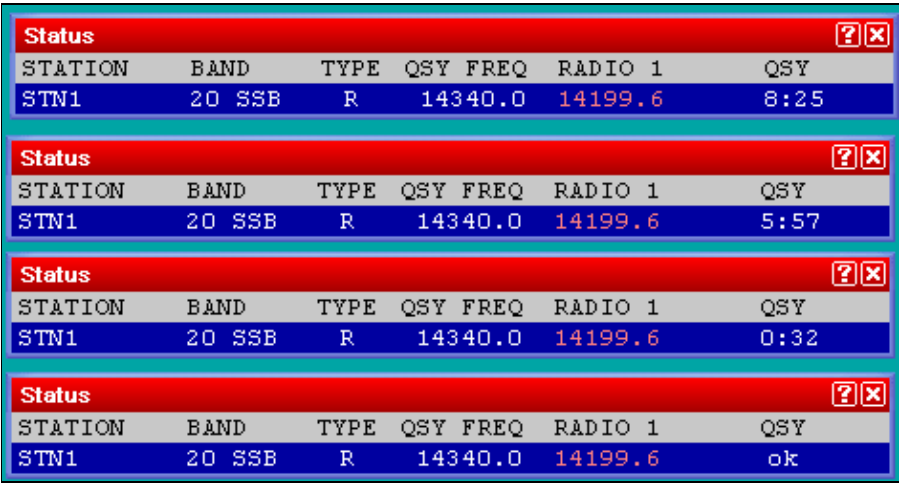 Status
STATION BAND TYPE QSY FREQ RADIO 1 QSY
STN1 20 SSB R 14340.0 14199.6 8:25
Status
STATION BAND TYPE QSY FREQ RADIO 1 QSY
STN1 20 SSB R 14340.0 14199.6 5:57
Status
STATION BAND TYPE QSY FREQ RADIO 1 QSY
STN1 20 SSB R 14340.0 14199.6 0:32
Status
STATION BAND TYPE QSY FREQ RADIO 1 QSY
STN1 20 SSB R 14340.0 14199.6 ok